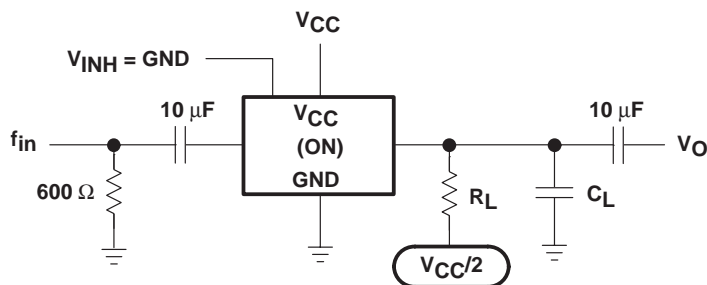 VCC
VINH = GND
10 μF
10 μF
fin
VCC
(ON)
GND
VO
600 Ω
RL
CL
VCC/2